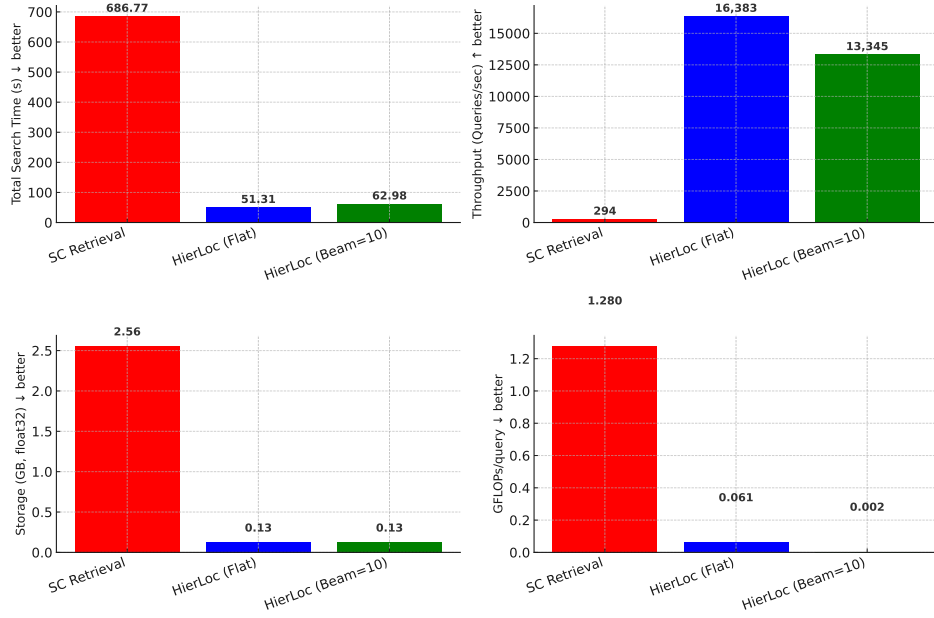 Total Search Time (s) ↓ better
700
600
500
400
300
200
100
0
686.77
51.31
62.98
SC Retrieval
HierLoc (Flat)
HierLoc (Beam=10)
Throughput (Queries/sec) ↑ better
15000
12500
10000
7500
5000
2500
0
294
16,383
13,345
SC Retrieval
HierLoc (Flat)
HierLoc (Beam=10)
Storage (GB, float32) ↓ better
2.5
2.0
1.5
1.0
0.5
0.0
2.56
0.13
0.13
SC Retrieval
HierLoc (Flat)
HierLoc (Beam=10)
GFLOPs/query ↓ better
1.2
1.0
0.8
0.6
0.4
0.2
0.0
1.280
0.061
0.002
SC Retrieval
HierLoc (Flat)
HierLoc (Beam=10)